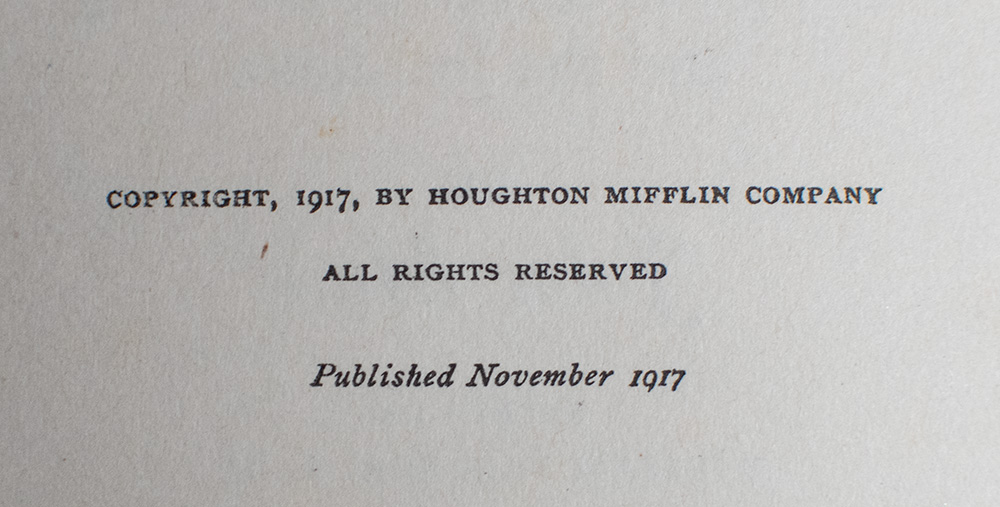 COPYRIGHT, 1917, BY HOUGHTON MIFFLIN COMPANY
ALL RIGHTS RESERVED
Published November 1917